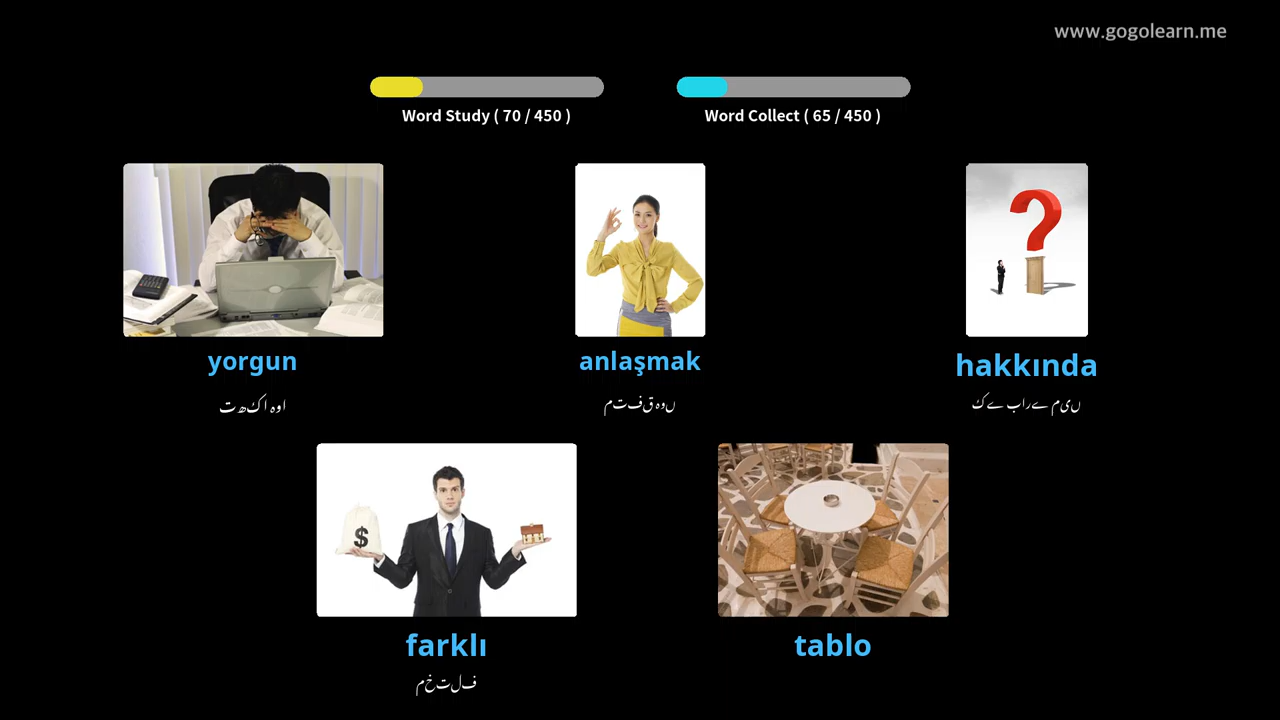 www.gogolearn.me
Word Study ( 70 / 450 )
Word Collect ( 65 / 450 )
yorgun
anlaşmak
hakkında
تھکا ہوا
متفق ہوں
کے بارے میں
farklı
tablo
مختلف